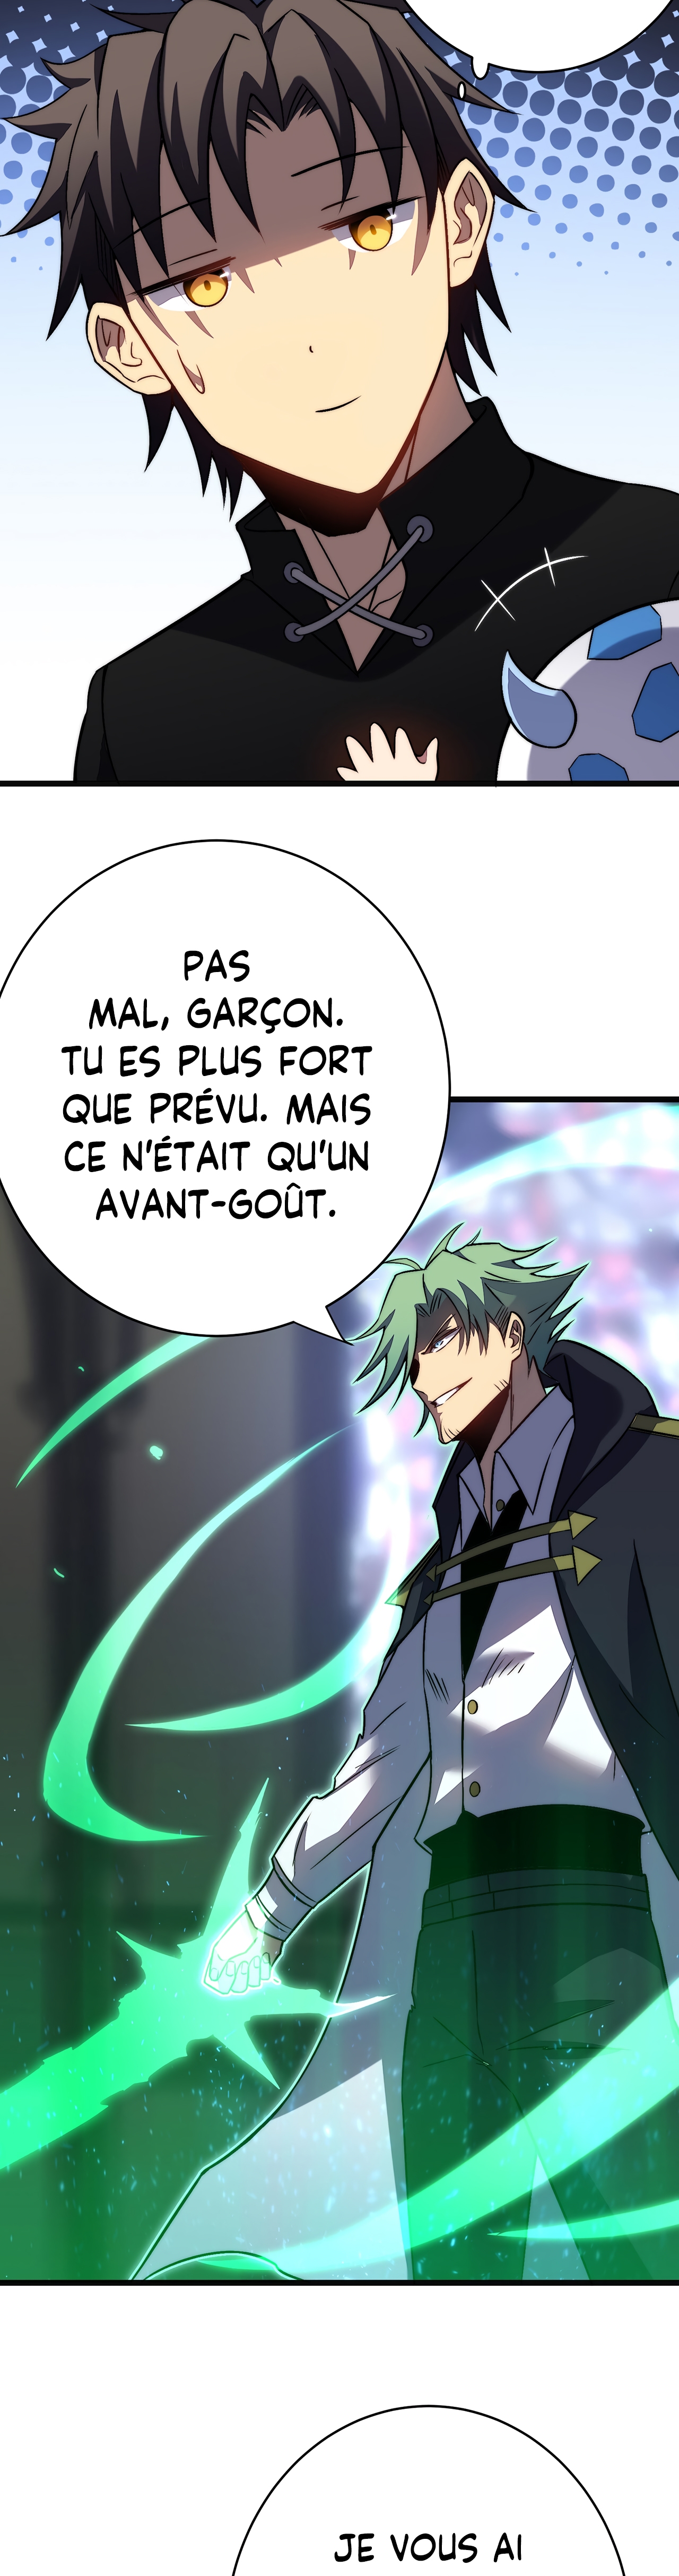 PAS
MAL, GARÇON.
TU ES PLUS FORT
QUE PRÉVU. MAIS
CE N'ÉTAIT QU'UN
AVANT-GOÛT.
JE VOUS AI